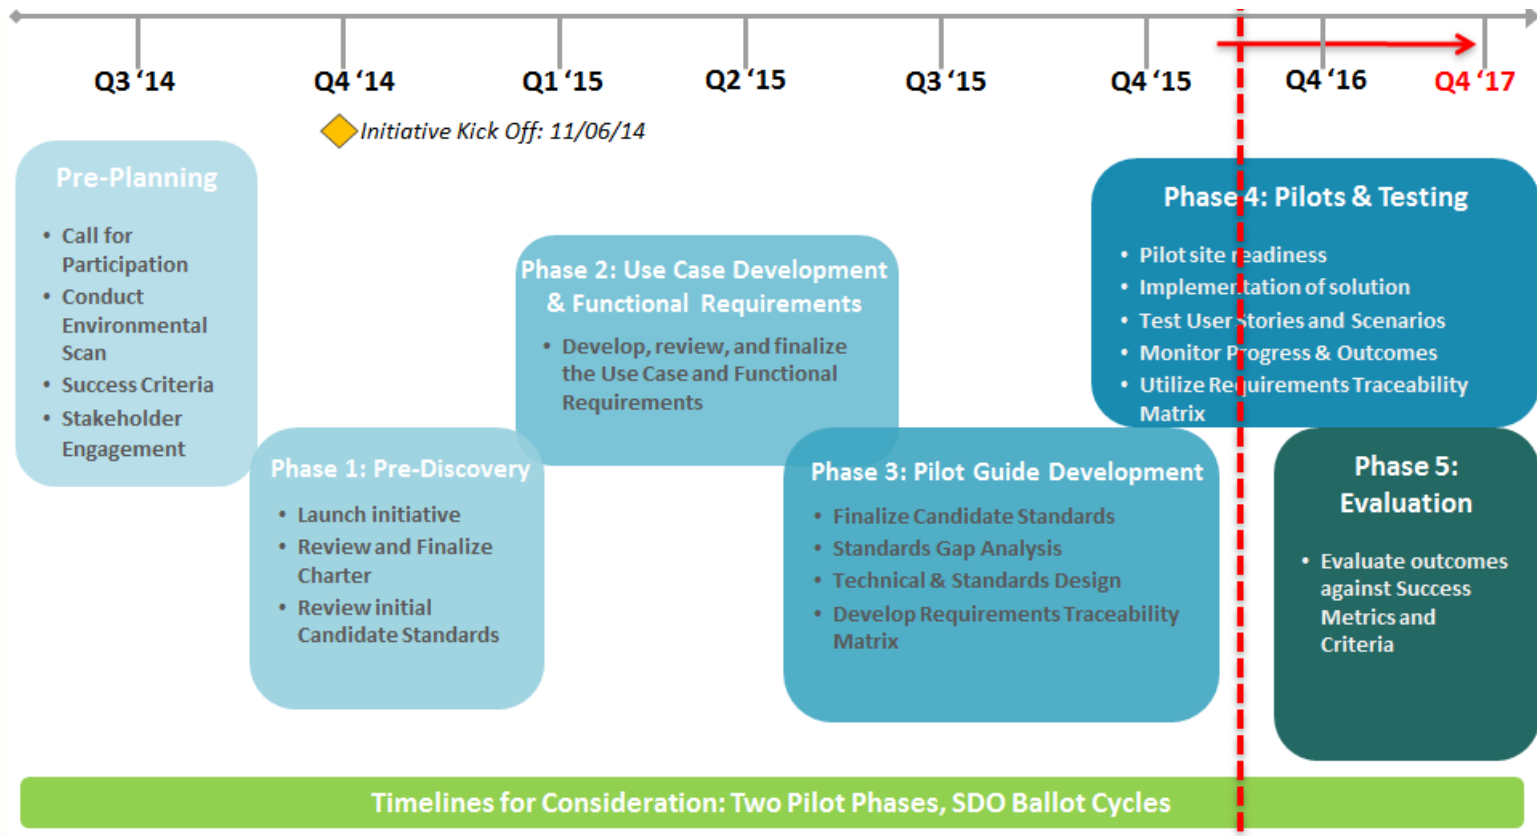 Q3 ‘14
Q4 ‘14
Q1 ‘15
Q2 ‘15
Q3 ‘15
Q4 ‘15
Q4 ‘16
Q4 ‘17
Initiative Kick Off: 11/06/14
Pre-Planning
• Call for
Participation
• Conduct
Environmental
Scan
• Success Criteria
• Stakeholder
Engagement
Phase 1: Pre-Discovery
• Launch initiative
• Review and Finalize
Charter
• Review initial
Candidate Standards
Phase 2: Use Case Development
& Functional Requirements
• Develop, review, and finalize
the Use Case and Functional
Requirements
Phase 3: Pilot Guide Development
• Finalize Candidate Standards
• Standards Gap Analysis
• Technical & Standards Design
• Develop Requirements Traceability
Matrix
Phase 4: Pilots & Testing
• Pilot site readiness
• Implementation of solution
• Test User Stories and Scenarios
• Monitor Progress & Outcomes
• Utilize Requirements Traceability
Matrix
Phase 5:
Evaluation
• Evaluate outcomes
against Success
Metrics and
Criteria
Timelines for Consideration: Two Pilot Phases, SDO Ballot Cycles